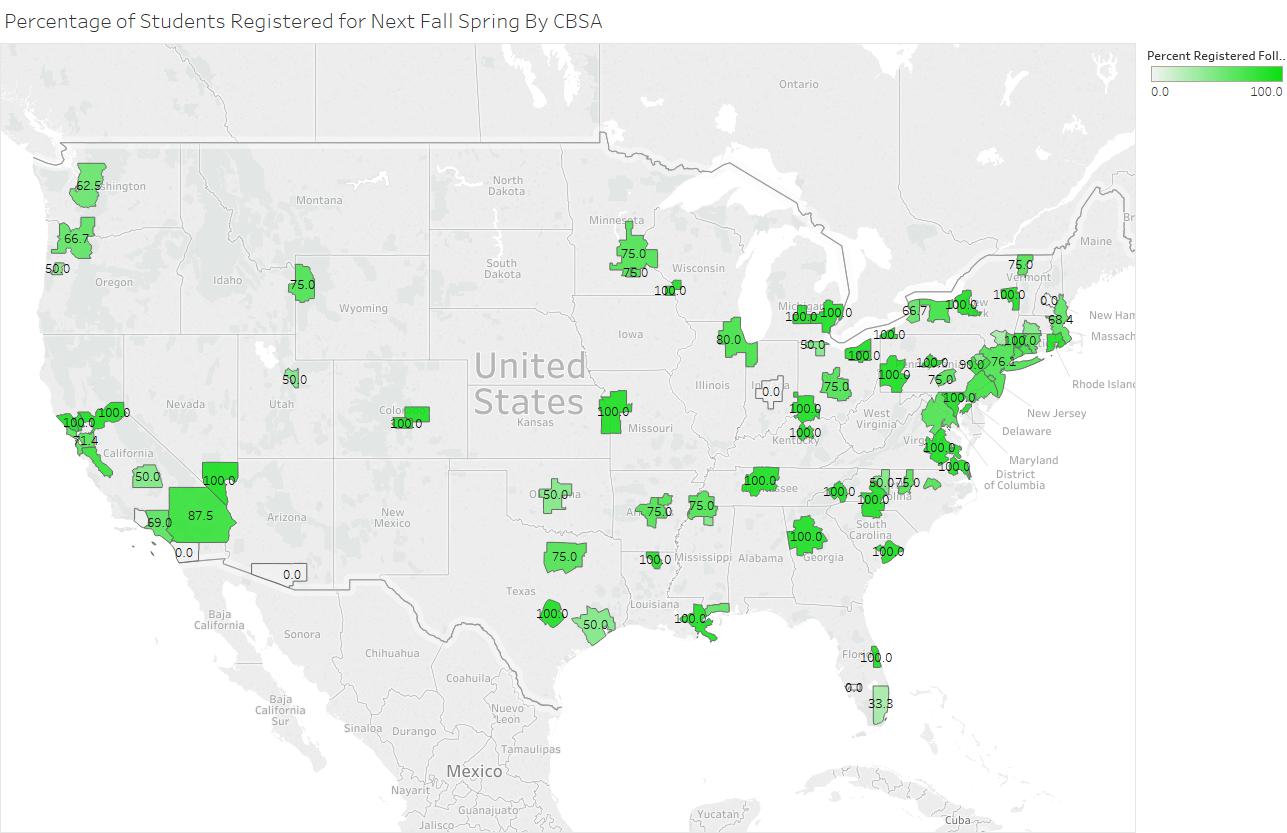 Percentage of Students Registered for Next Fall Spring By CBSA
Percent Registered Foll..
0.0 100.0
Ontario
62.5
shington
North
Dakota
Montana
Minnesota
Maine
66.7
75.0
75.0
75.0
Vermont
50.0
Oregon
Idaho
75.0
South
Dakota
Wisconsin
100.0
100.0
0.0
Wyoming
100.0
100.0
66.7
100.0
68.4
New Ham
Iowa
80.0
50.0
100.0
100.0
100.0
Massach
United
States
Nevada
50.0
Utah
Illinois
0.0
75.0
100.0
100.0
75.0
90.0
76.2
Rhode Island
100.0
100.0
71.4
California
100.0
Kansas
100.0
Missouri
100.0
100.0
Kentucky
West
Virginia
100.0
New Jersey
Delaware
100.0
Maryland
District
of Columbia
50.0
100.0
50.0
100.0
100.0
100.0
50.0
75.0
87.5
69.0
Arizona
New
Mexico
75.0
75.0
100.0
South
Carolina
0.0
0.0
75.0
100.0
Mississippi
Alabama
100.0
Georgia
100.0
Texas
Louisiana
100.0
50.0
100.0
Baja
California
Sonora
Chihuahua
Coahuila
100.0
0.0
33.3
Baja
California
Sur
Sinaloa
Durango
Nuevo
Leon
Tamaulipas
Mexico
Nayarit
Guanajuato
Jalisco
Yucatan
Cuba